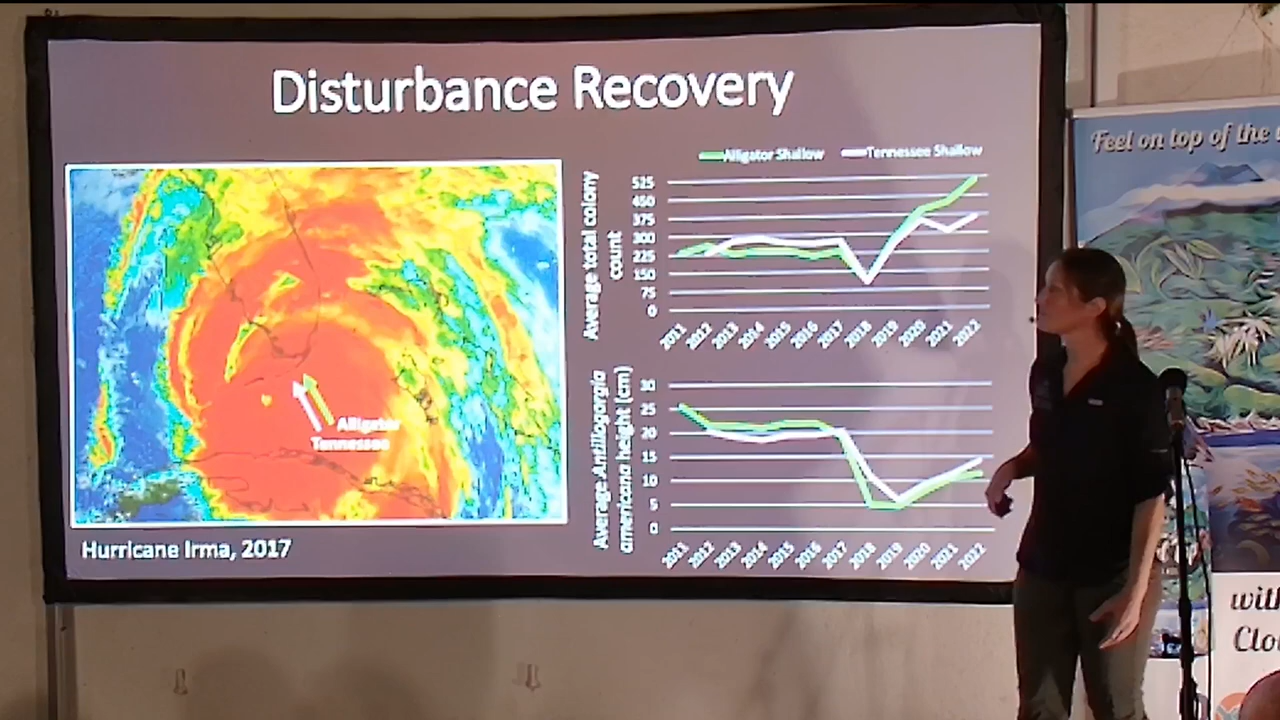 Disturbance Recovery
Alligator Shallow Tennessee Shallow
Average total colony
count
525
450
375
300
225
150
75
0
2011 2012 2013 2014 2015 2016 2017 2018 2019 2020 2021 2022
Average Antillogorgia
americana height (cm)
30
25
20
15
10
5
0
2011 2012 2013 2014 2015 2016 2017 2018 2019 2020 2021 2022
Alligator
Tennessee
Hurricane Irma, 2017
Feel on top of the
with